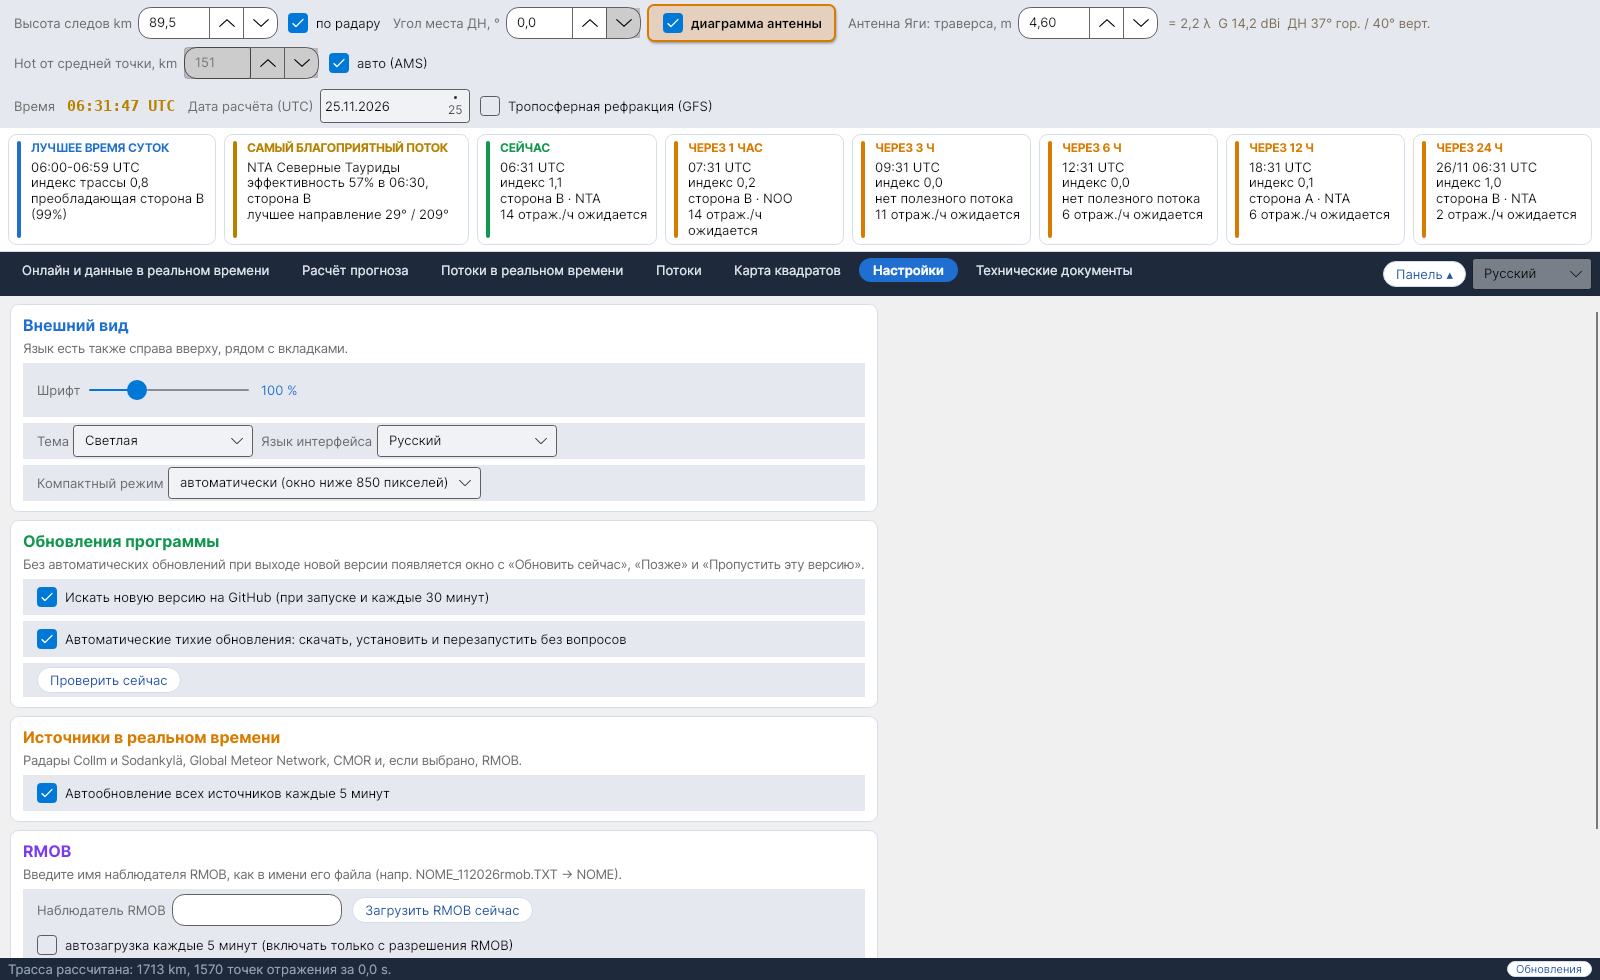 Высота следов km 89,5 по радару Угол места ДН, ° 0,0 диаграмма антенны Антенна Яги: траверса, m 4,60 = 2,2 λ G 14,2 dBi ДН 37° гор. / 40° верт.
Hot от средней точки, km 151 авто (AMS)
Время 06:31:47 UTC Дата расчёта (UTC) 25.11.2026 25 Тропосферная рефракция (GFS)
ЛУЧШЕЕ ВРЕМЯ СУТОК
06:00-06:59 UTC
индекс трассы 0,8
преобладающая сторона B
(99%)
САМЫЙ БЛАГОПРИЯТНЫЙ ПОТОК
NTA Северные Тауриды
эффективность 57% в 06:30,
сторона B
лучшее направление 29° / 209°
СЕЙЧАС
06:31 UTC
индекс 1,1
сторона B · NTA
14 отраж./ч ожидается
ЧЕРЕЗ 1 ЧАС
07:31 UTC
индекс 0,2
сторона B · NOO
14 отраж./ч
ожидается
ЧЕРЕЗ 3 Ч
09:31 UTC
индекс 0,0
нет полезного потока
11 отраж./ч ожидается
ЧЕРЕЗ 6 Ч
12:31 UTC
индекс 0,0
нет полезного потока
6 отраж./ч ожидается
ЧЕРЕЗ 12 Ч
18:31 UTC
индекс 0,1
сторона A · NTA
6 отраж./ч ожидается
ЧЕРЕЗ 24 Ч
26/11 06:31 UTC
индекс 1,0
сторона B · NTA
2 отраж./ч ожидается
Онлайн и данные в реальном времени Расчёт прогноза Потоки в реальном времени Потоки Карта квадратов Настройки Технические документы Панель ▴ Русский
Внешний вид
Язык есть также справа вверху, рядом с вкладками.
Шрифт 100 %
Тема Светлая Язык интерфейса Русский
Компактный режим автоматически (окно ниже 850 пикселей)
Обновления программы
Без автоматических обновлений при выходе новой версии появляется окно с «Обновить сейчас», «Позже» и «Пропустить эту версию».
Искать новую версию на GitHub (при запуске и каждые 30 минут)
Автоматические тихие обновления: скачать, установить и перезапустить без вопросов
Проверить сейчас
Источники в реальном времени
Радары Collm и Sodankylä, Global Meteor Network, CMOR и, если выбрано, RMOB.
Автообновление всех источников каждые 5 минут
RMOB
Введите имя наблюдателя RMOB, как в имени его файла (напр. NOME_112026rmob.TXT → NOME).
Наблюдатель RMOB Загрузить RMOB сейчас
автозагрузка каждые 5 минут (включать только с разрешения RMOB)
Трасса рассчитана: 1713 km, 1570 точек отражения за 0,0 s. Обновления